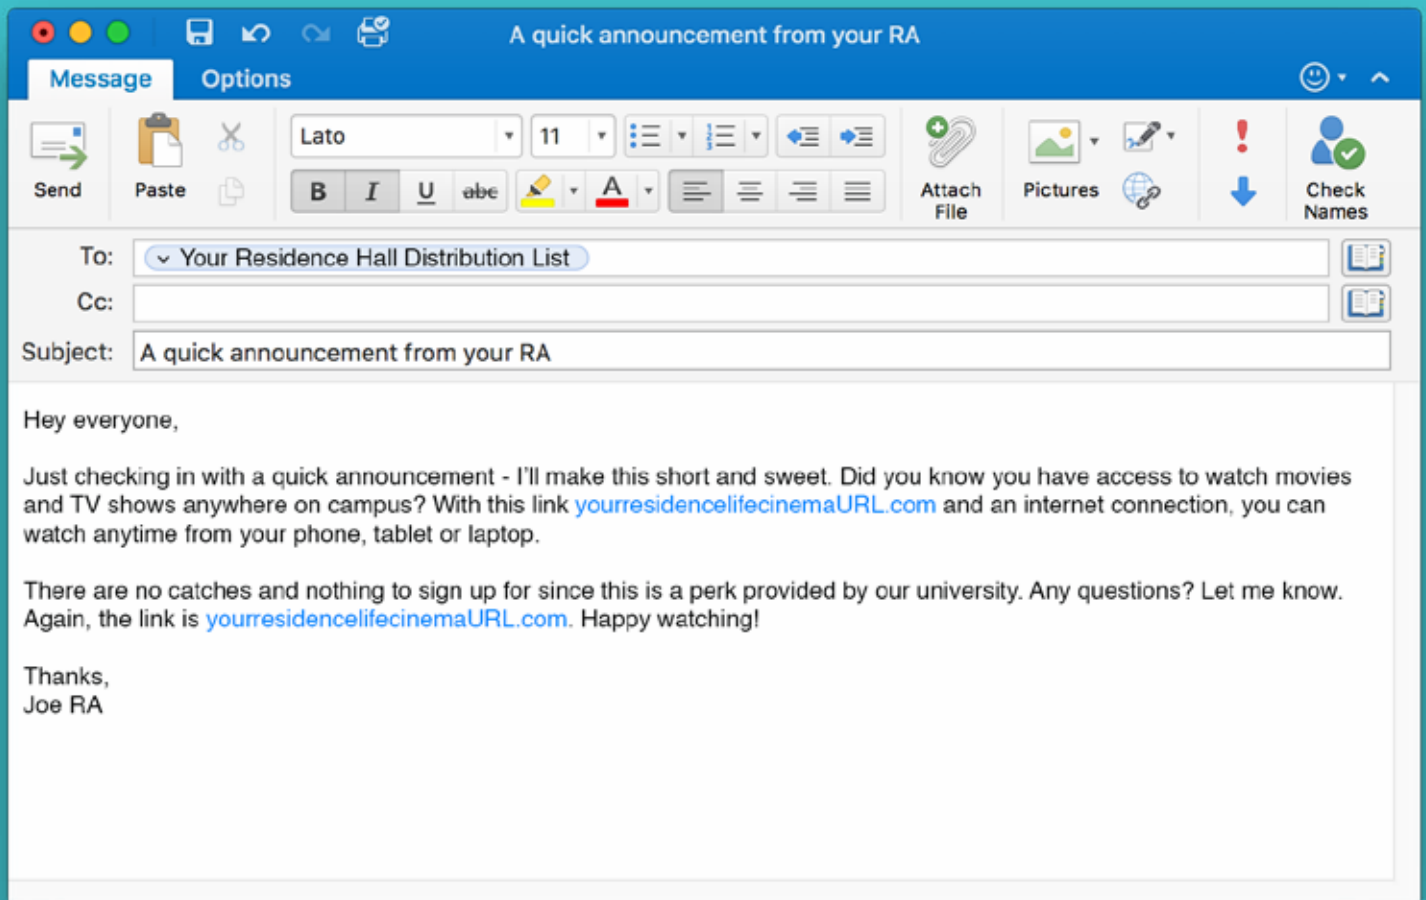 A quick announcement from your RA
Message
Options
Send
Paste
Lato
11
B I U abc
A
Attach
File
Pictures
Check
Names
To: Your Residence Hall Distribution List
Cc:
Subject: A quick announcement from your RA
Hey everyone,
Just checking in with a quick announcement - I'll make this short and sweet. Did you know you have access to watch movies
and TV shows anywhere on campus? With this link yourresidencelifecinemaURL.com and an internet connection, you can
watch anytime from your phone, tablet or laptop.
There are no catches and nothing to sign up for since this is a perk provided by our university. Any questions? Let me know.
Again, the link is yourresidencelifecinemaURL.com. Happy watching!
Thanks,
Joe RA